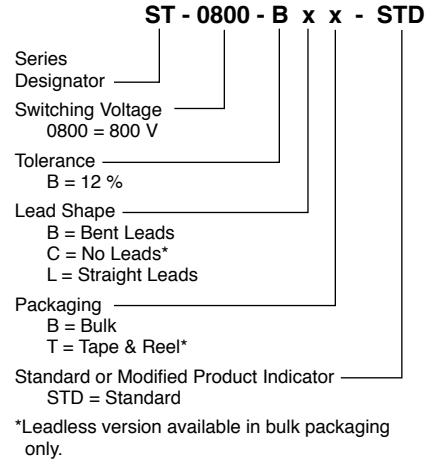 ST - 0800 - B x x - STD
Series
Designator
Switching Voltage
0800 = 800 V
Tolerance
B = 12 %
Lead Shape
B = Bent Leads
C = No Leads*
L = Straight Leads
Packaging
B = Bulk
T = Tape & Reel*
Standard or Modified Product Indicator
STD = Standard
*Leadless version available in bulk packaging
only.